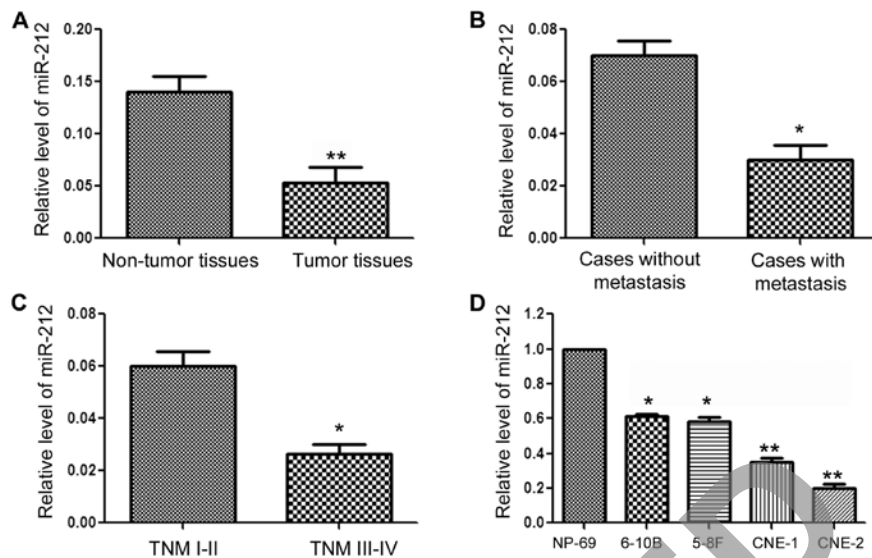 A
Relative level of miR-212
0.15
0.10
0.05
0.00
**
Non-tumor tissues
Tumor tissues
B
Relative level of miR-212
0.08
0.06
0.04
0.02
0.00
*
Cases without
metastasis
Cases with
metastasis
C
Relative level of miR-212
0.08
0.06
0.04
0.02
0.00
*
TNM I-II
TNM III-IV
D
Relative level of miR-212
1.2
1.0
0.8
0.6
0.4
0.2
0.0
*
*
**
**
NP-69
6-10B
5-8F
CNE-1
CNE-2